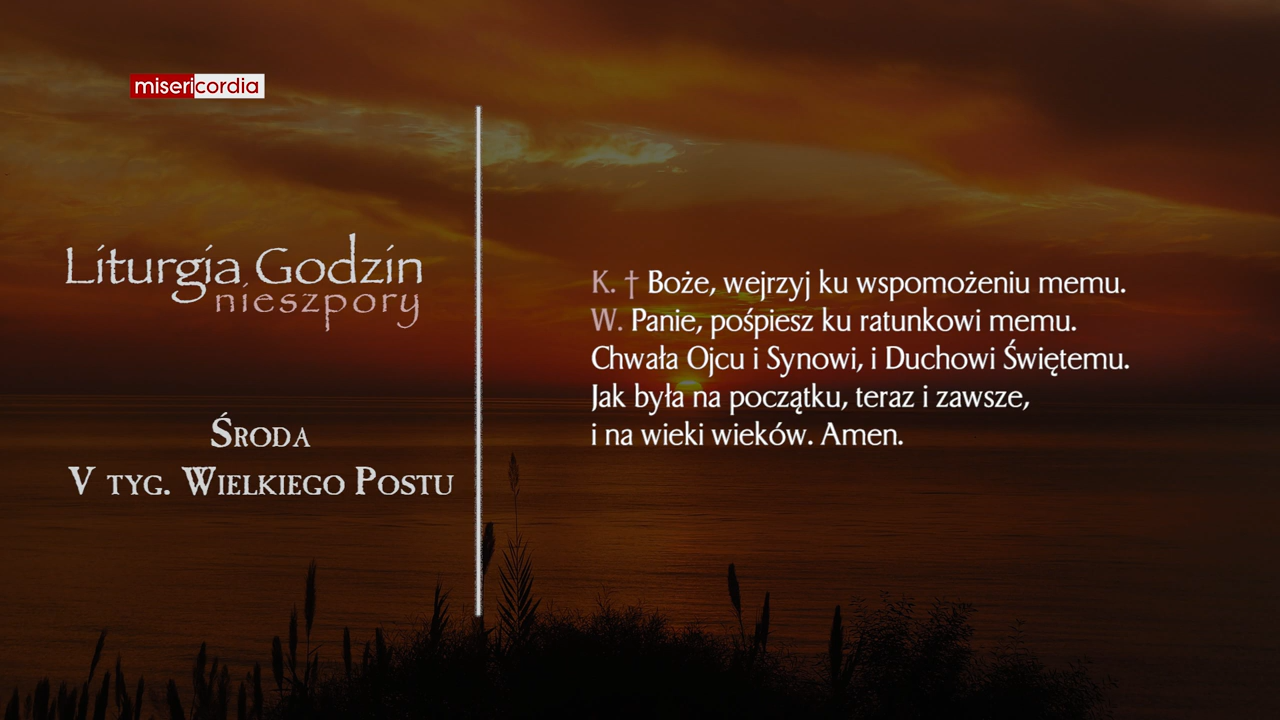 misericordia
Liturgia Godzin
nieszpory
Środa
V tyg. Wielkiego Postu
K. † Boże, wejrzyj ku wspomożeniu memu.
W. Panie, pośpiesz ku ratunkowi memu.
Chwała Ojcu i Synowi, i Duchowi Świętemu.
Jak była na początku, teraz i zawsze,
i na wieki wieków. Amen.